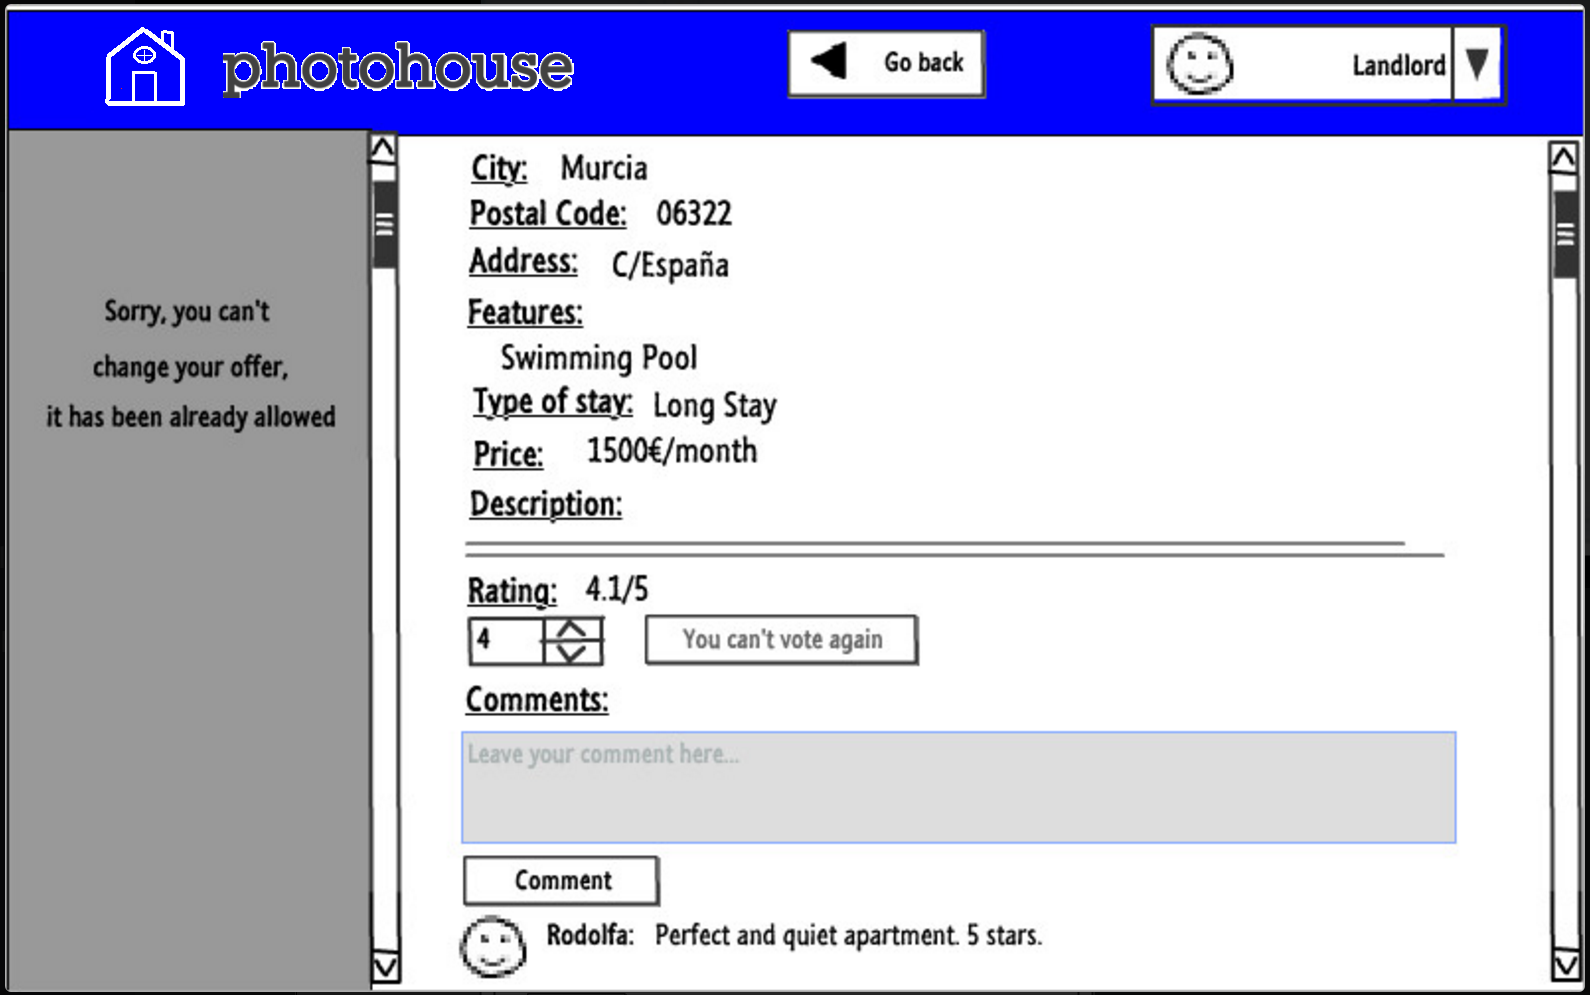 photohouse
Go back
Landlord
Sorry, you can't
change your offer,
it has been already allowed
City: Murcia
Postal Code: 06322
Address: C/España
Features:
Swimming Pool
Type of stay: Long Stay
Price: 1500€/month
Description:
Rating: 4.1/5
4
You can't vote again
Comments:
Leave your comment here...
Comment
Rodolfa: Perfect and quiet apartment. 5 stars.